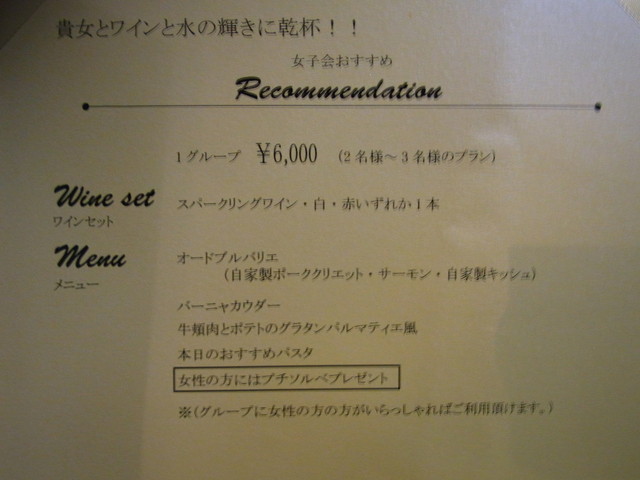 貴女とワインと水の輝きに乾杯！！
女子会おすすめ
Recommendation
1グループ ￥6,000 （2名様～3名様のプラン）
Wine set スパークリングワイン・白・赤いずれか1本
ワインセット
Menu オードブルバリエ
（自家製ポーククリエット・サーモン・自家製キッシュ）
メニュー
バーニャカウダー
牛頬肉とポテトのグラタンパルマティエ風
本日のおすすめパスタ
女性の方にはプチソルベプレゼント
※（グループに女性の方の方がいらっしゃればご利用頂けます。）